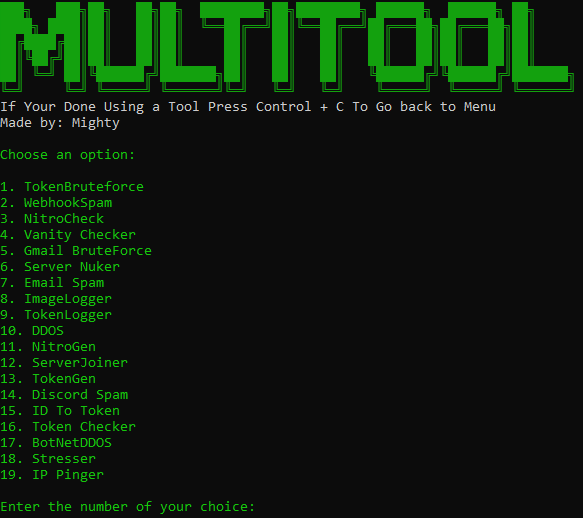 MULTITOOL
If Your Done Using a Tool Press Control + C To Go back to Menu
Made by: Mighty
Choose an option:
1. TokenBruteforce
2. WebhookSpam
3. NitroCheck
4. Vanity Checker
5. Gmail BruteForce
6. Server Nuker
7. Email Spam
8. ImageLogger
9. TokenLogger
10. DDOS
11. NitroGen
12. ServerJoiner
13. TokenGen
14. Discord Spam
15. ID To Token
16. Token Checker
17. BotNetDDOS
18. Stresser
19. IP Pinger
Enter the number of your choice: